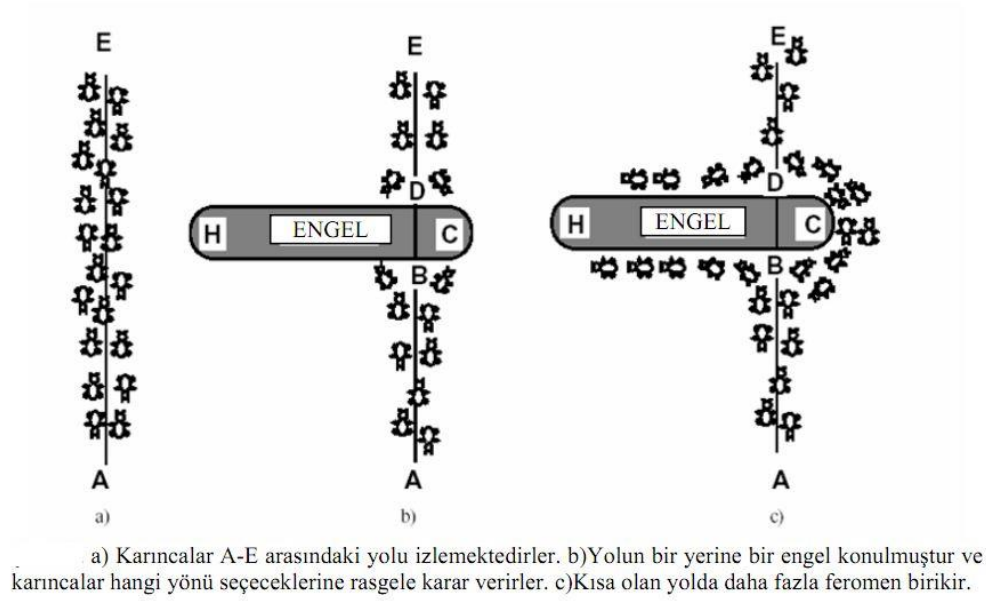 E
E
E
D
D
H ENGEL C
H ENGEL C
B
B
A
A
A
a)
b)
c)
a) Karıncalar A-E arasındaki yolu izlemektedirler. b)Yolun bir yerine bir engel konulmuştur ve
karıncalar hangi yönü seçeceklerine rasgele karar verirler. c)Kısa olan yolda daha fazla feromen birikir.